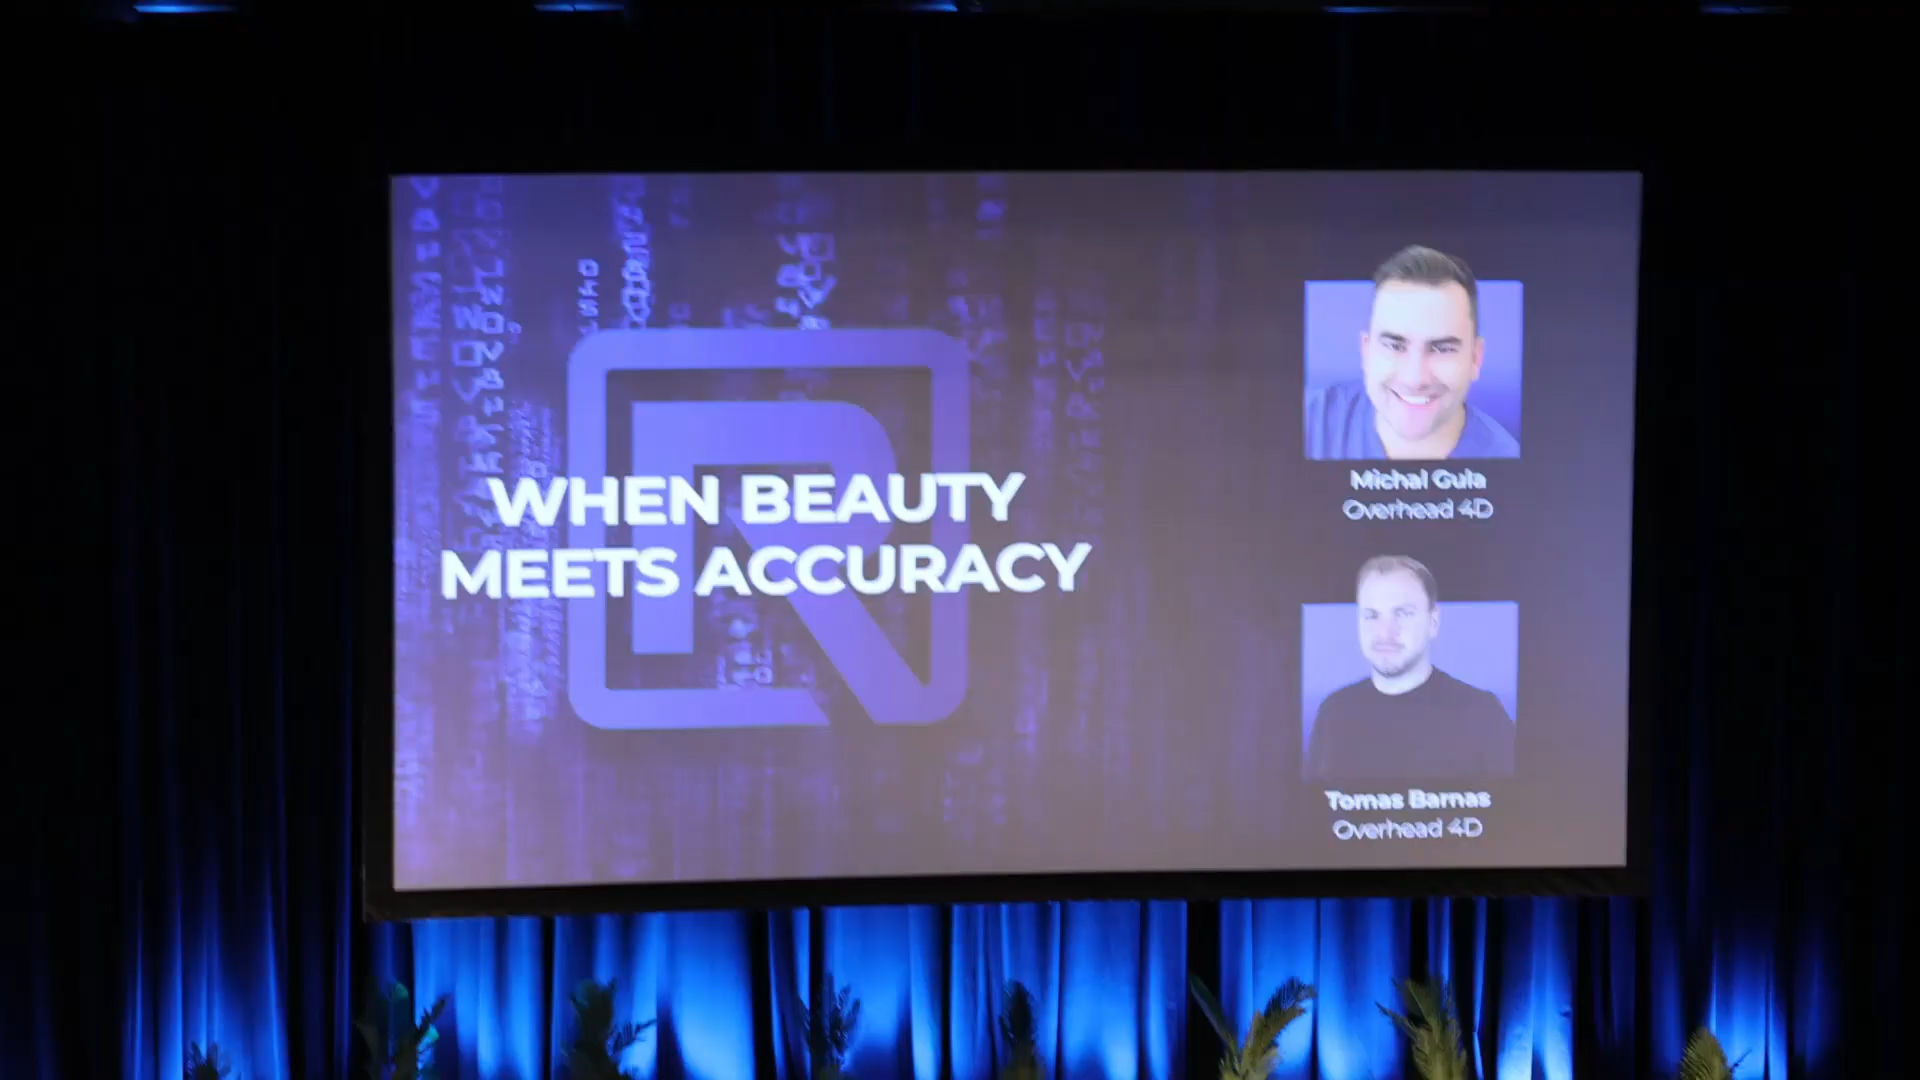 WHEN BEAUTY
MEETS ACCURACY
Michal Gula
Overhead 4D
Tomas Barnas
Overhead 4D